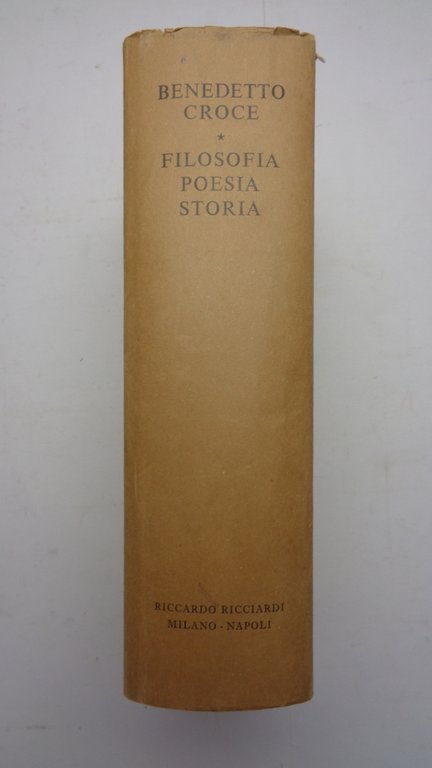 BENEDETTO
CROCE
*
FILOSOFIA
POESIA
STORIA
RICCARDO RICCIARDI
MILANO · NAPOLI